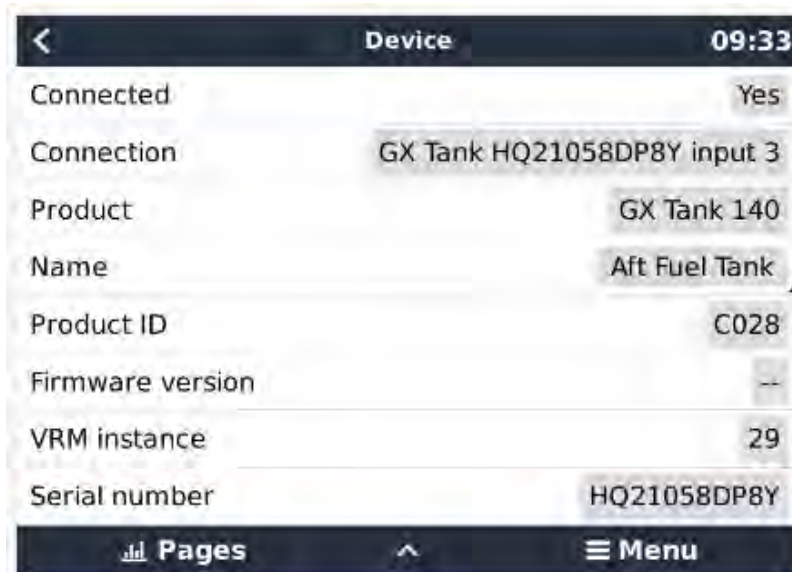 Device 09:33
Connected Yes
Connection GX Tank HQ21058DP8Y input 3
Product GX Tank 140
Name Aft Fuel Tank
Product ID C028
Firmware version --
VRM instance 29
Serial number HQ21058DP8Y
Pages Menu